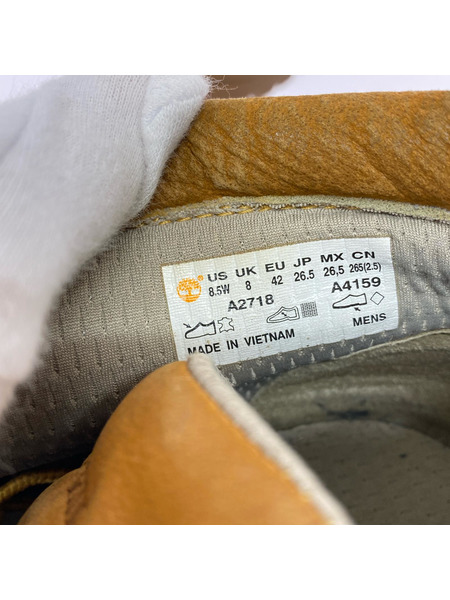 US UK EU JP MX CN
8.5W 8 42 26.5 26,5 265(2.5)
A2718 A4159
MENS
MADE IN VIETNAM